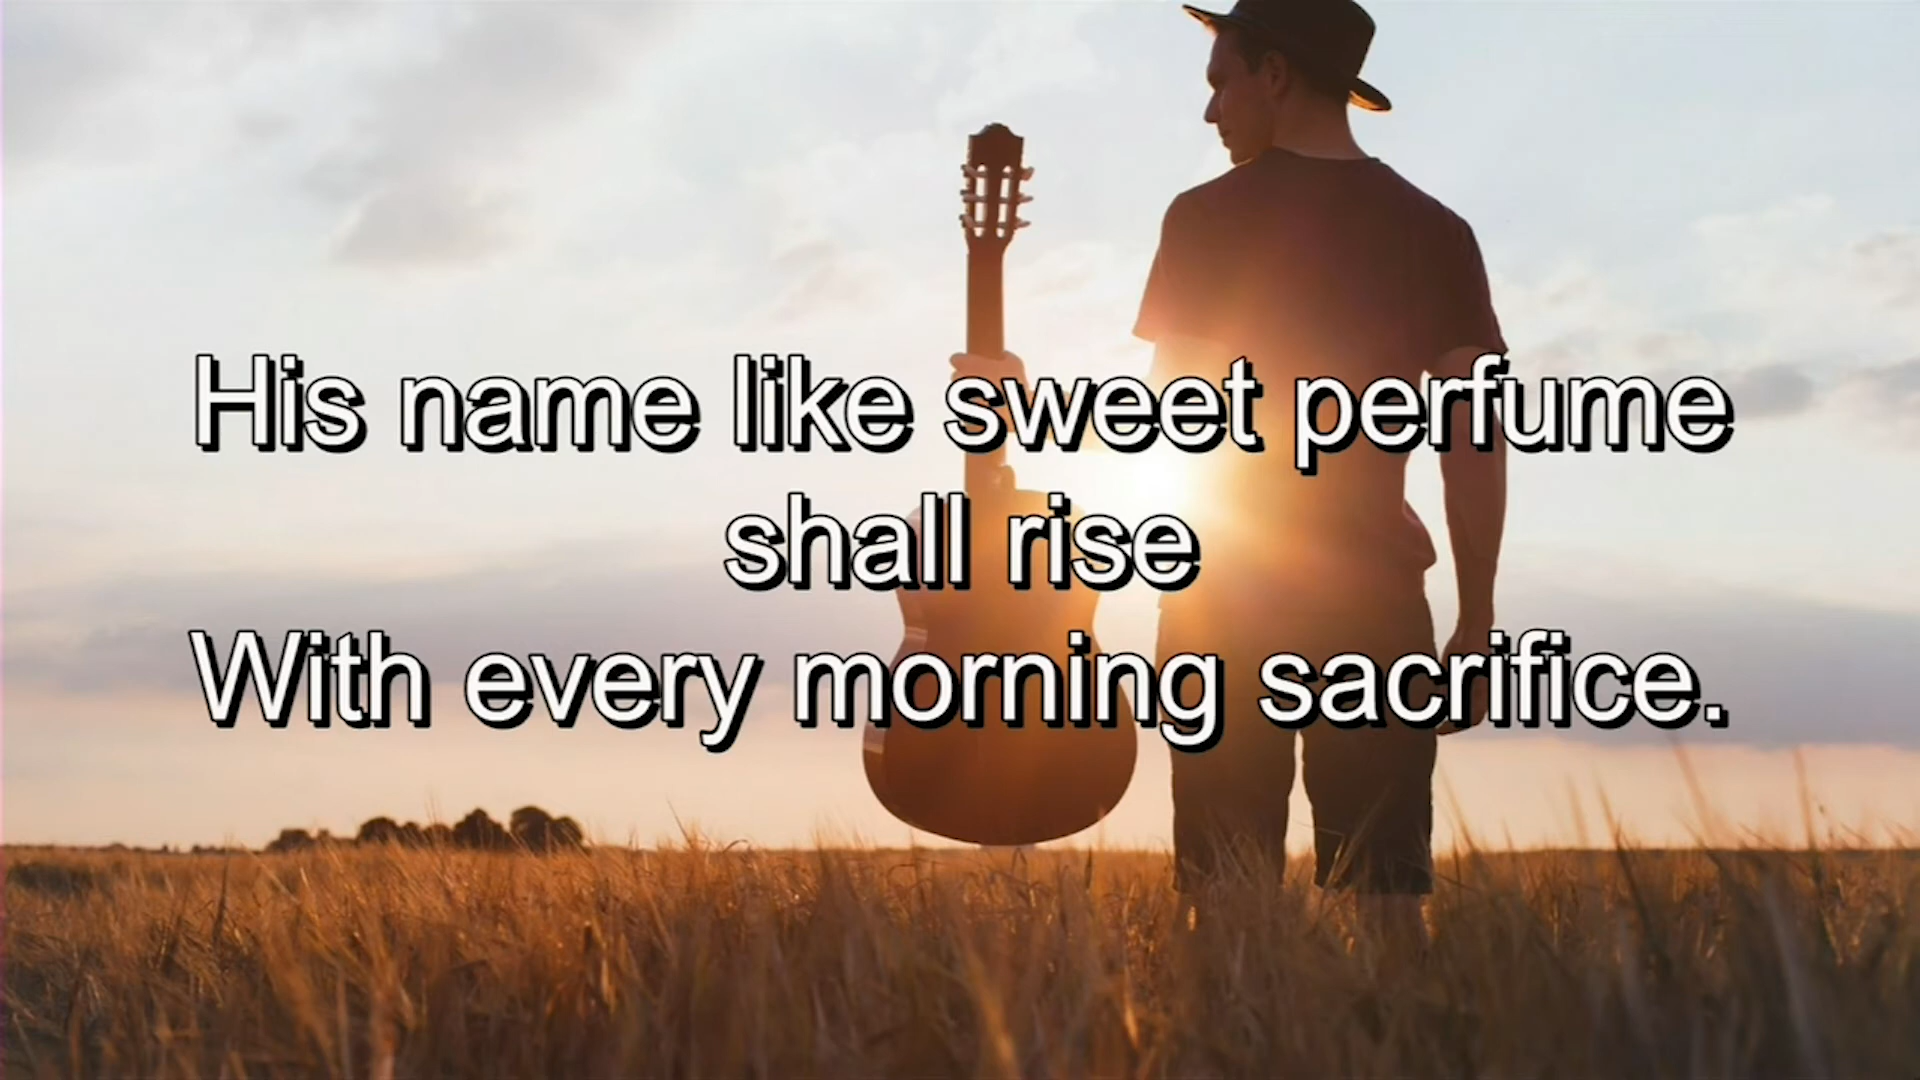 His name like sweet perfume
shall rise
With every morning sacrifice.